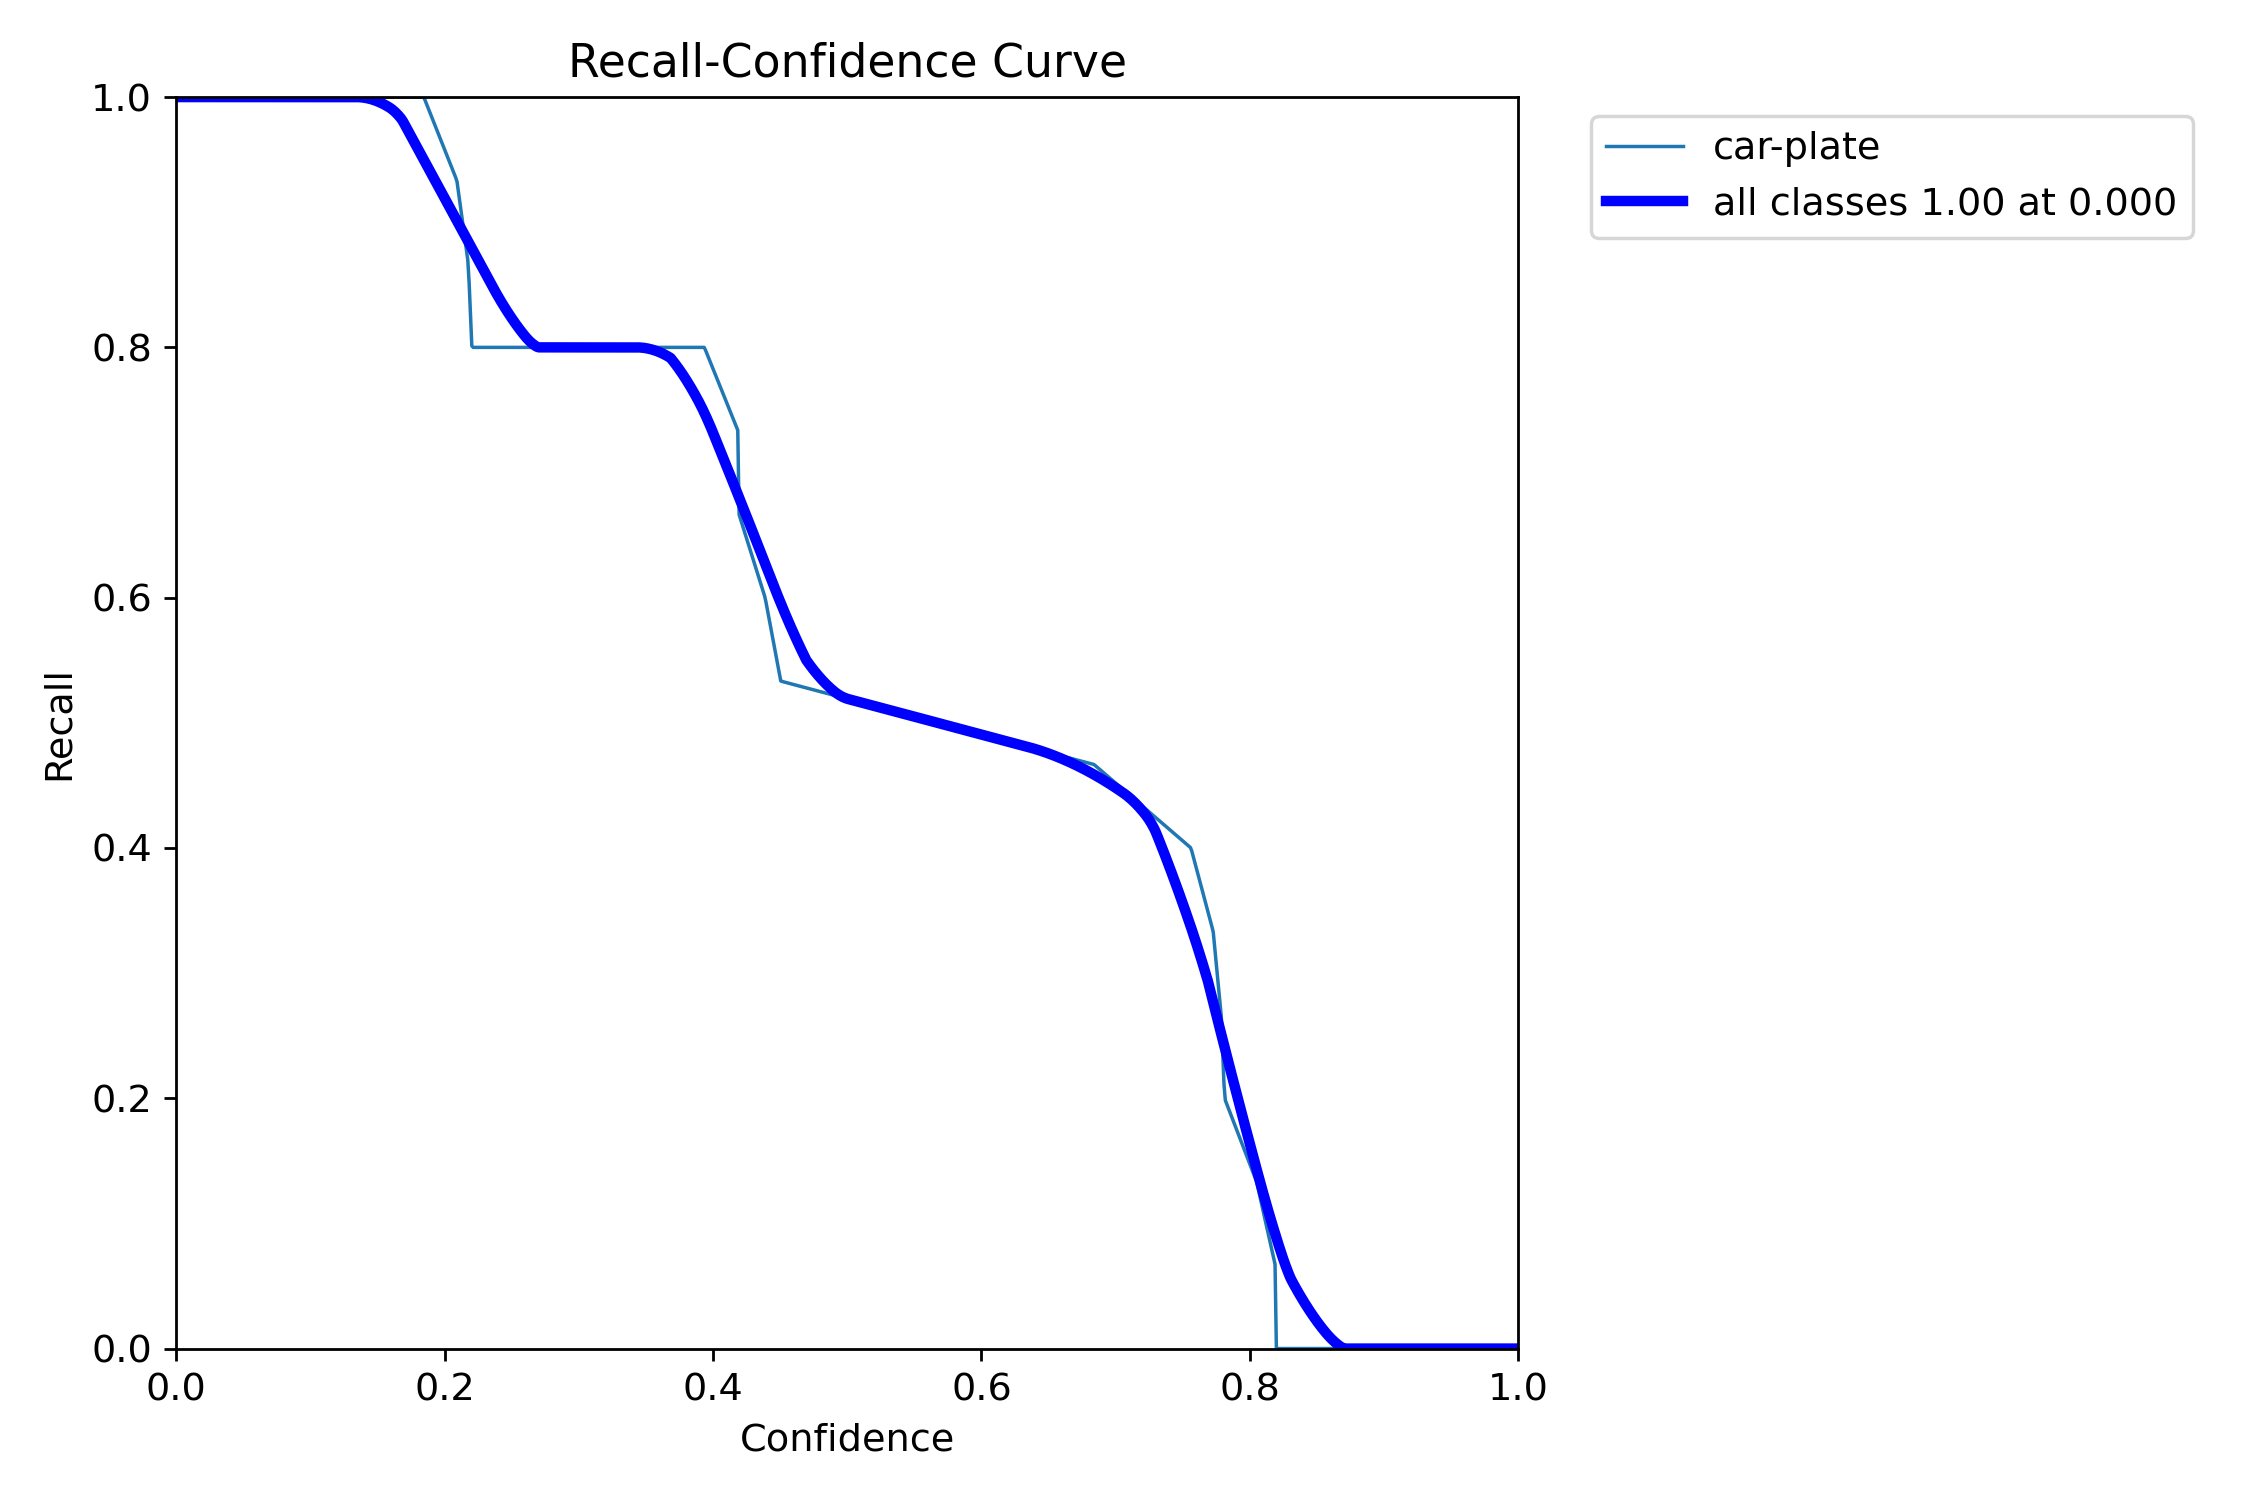 Recall-Confidence Curve
1.0
0.8
0.6
0.4
0.2
0.0
Recall
0.0 0.2 0.4 0.6 0.8 1.0
Confidence
car-plate
all classes 1.00 at 0.000